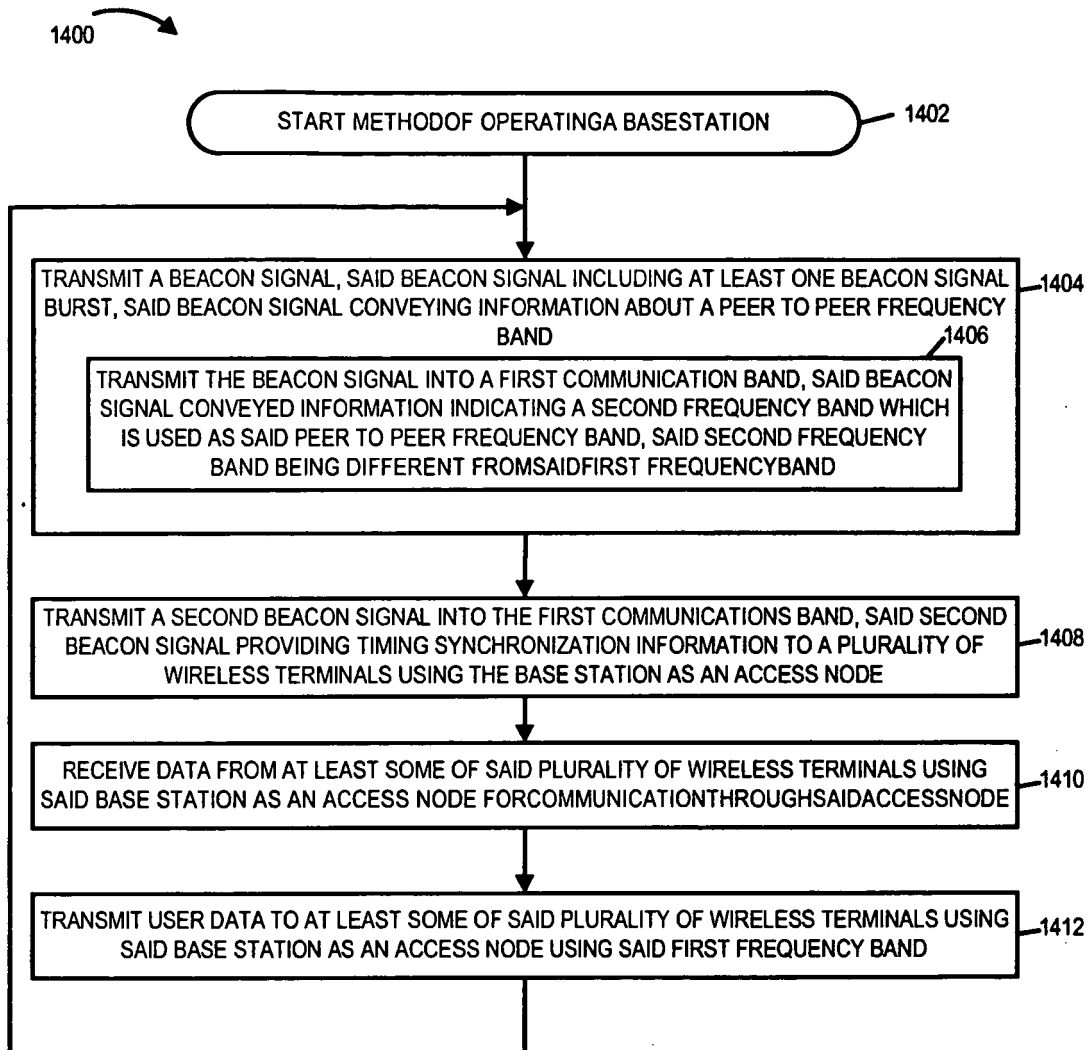 1400
START METHODOF OPERATINGA BASESTATION
1402
TRANSMIT A BEACON SIGNAL, SAID BEACON SIGNAL INCLUDING AT LEAST ONE BEACON SIGNAL
BURST, SAID BEACON SIGNAL CONVEYING INFORMATION ABOUT A PEER TO PEER FREQUENCY
BAND
1404
1406
TRANSMIT THE BEACON SIGNAL INTO A FIRST COMMUNICATION BAND, SAID BEACON
SIGNAL CONVEYED INFORMATION INDICATING A SECOND FREQUENCY BAND WHICH
IS USED AS SAID PEER TO PEER FREQUENCY BAND, SAID SECOND FREQUENCY
BAND BEING DIFFERENT FROMSAIDFIRST FREQUENCYBAND
TRANSMIT A SECOND BEACON SIGNAL INTO THE FIRST COMMUNICATIONS BAND, SAID SECOND
BEACON SIGNAL PROVIDING TIMING SYNCHRONIZATION INFORMATION TO A PLURALITY OF
WIRELESS TERMINALS USING THE BASE STATION AS AN ACCESS NODE
1408
RECEIVE DATA FROM AT LEAST SOME OF SAID PLURALITY OF WIRELESS TERMINALS USING
SAID BASE STATION AS AN ACCESS NODE FORCOMMUNICATIONTHROUGHSAIDACCESSNODE
1410
TRANSMIT USER DATA TO AT LEAST SOME OF SAID PLURALITY OF WIRELESS TERMINALS USING
SAID BASE STATION AS AN ACCESS NODE USING SAID FIRST FREQUENCY BAND
1412